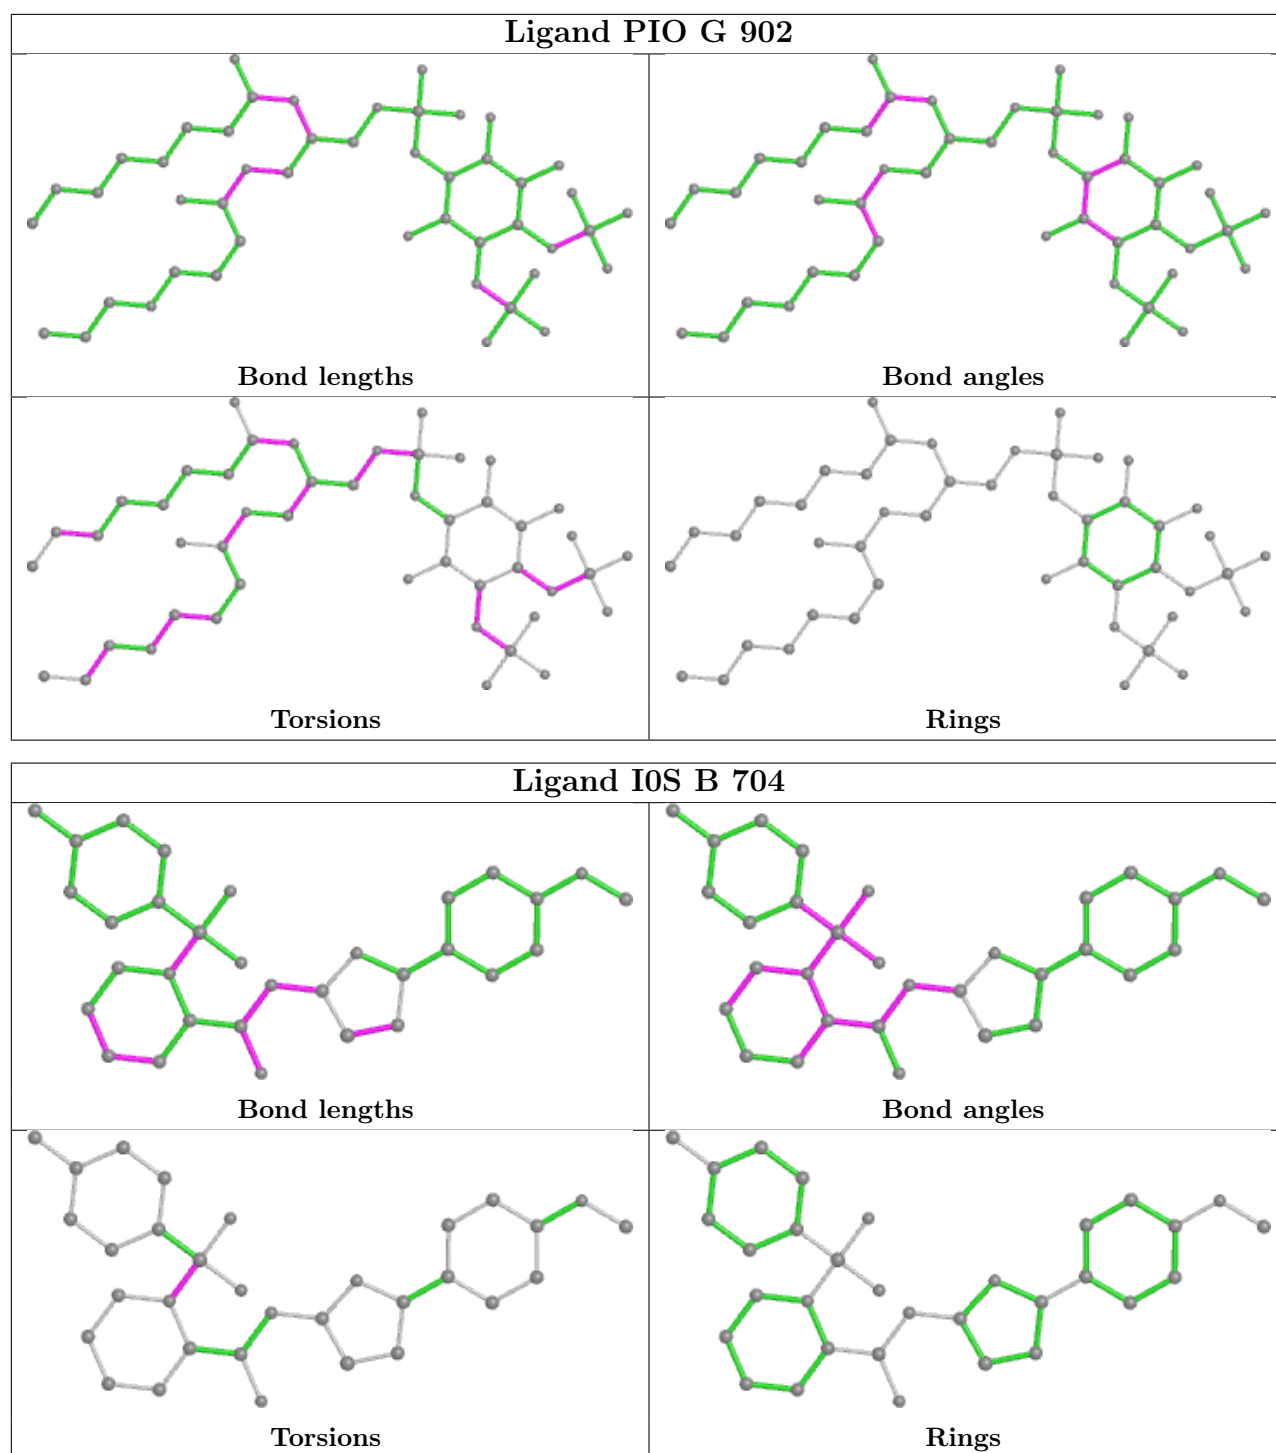 Ligand PIO G 902
Bond lengths
Bond angles
Torsions
Rings
Ligand I0S B 704
Bond lengths
Bond angles
Torsions
Rings